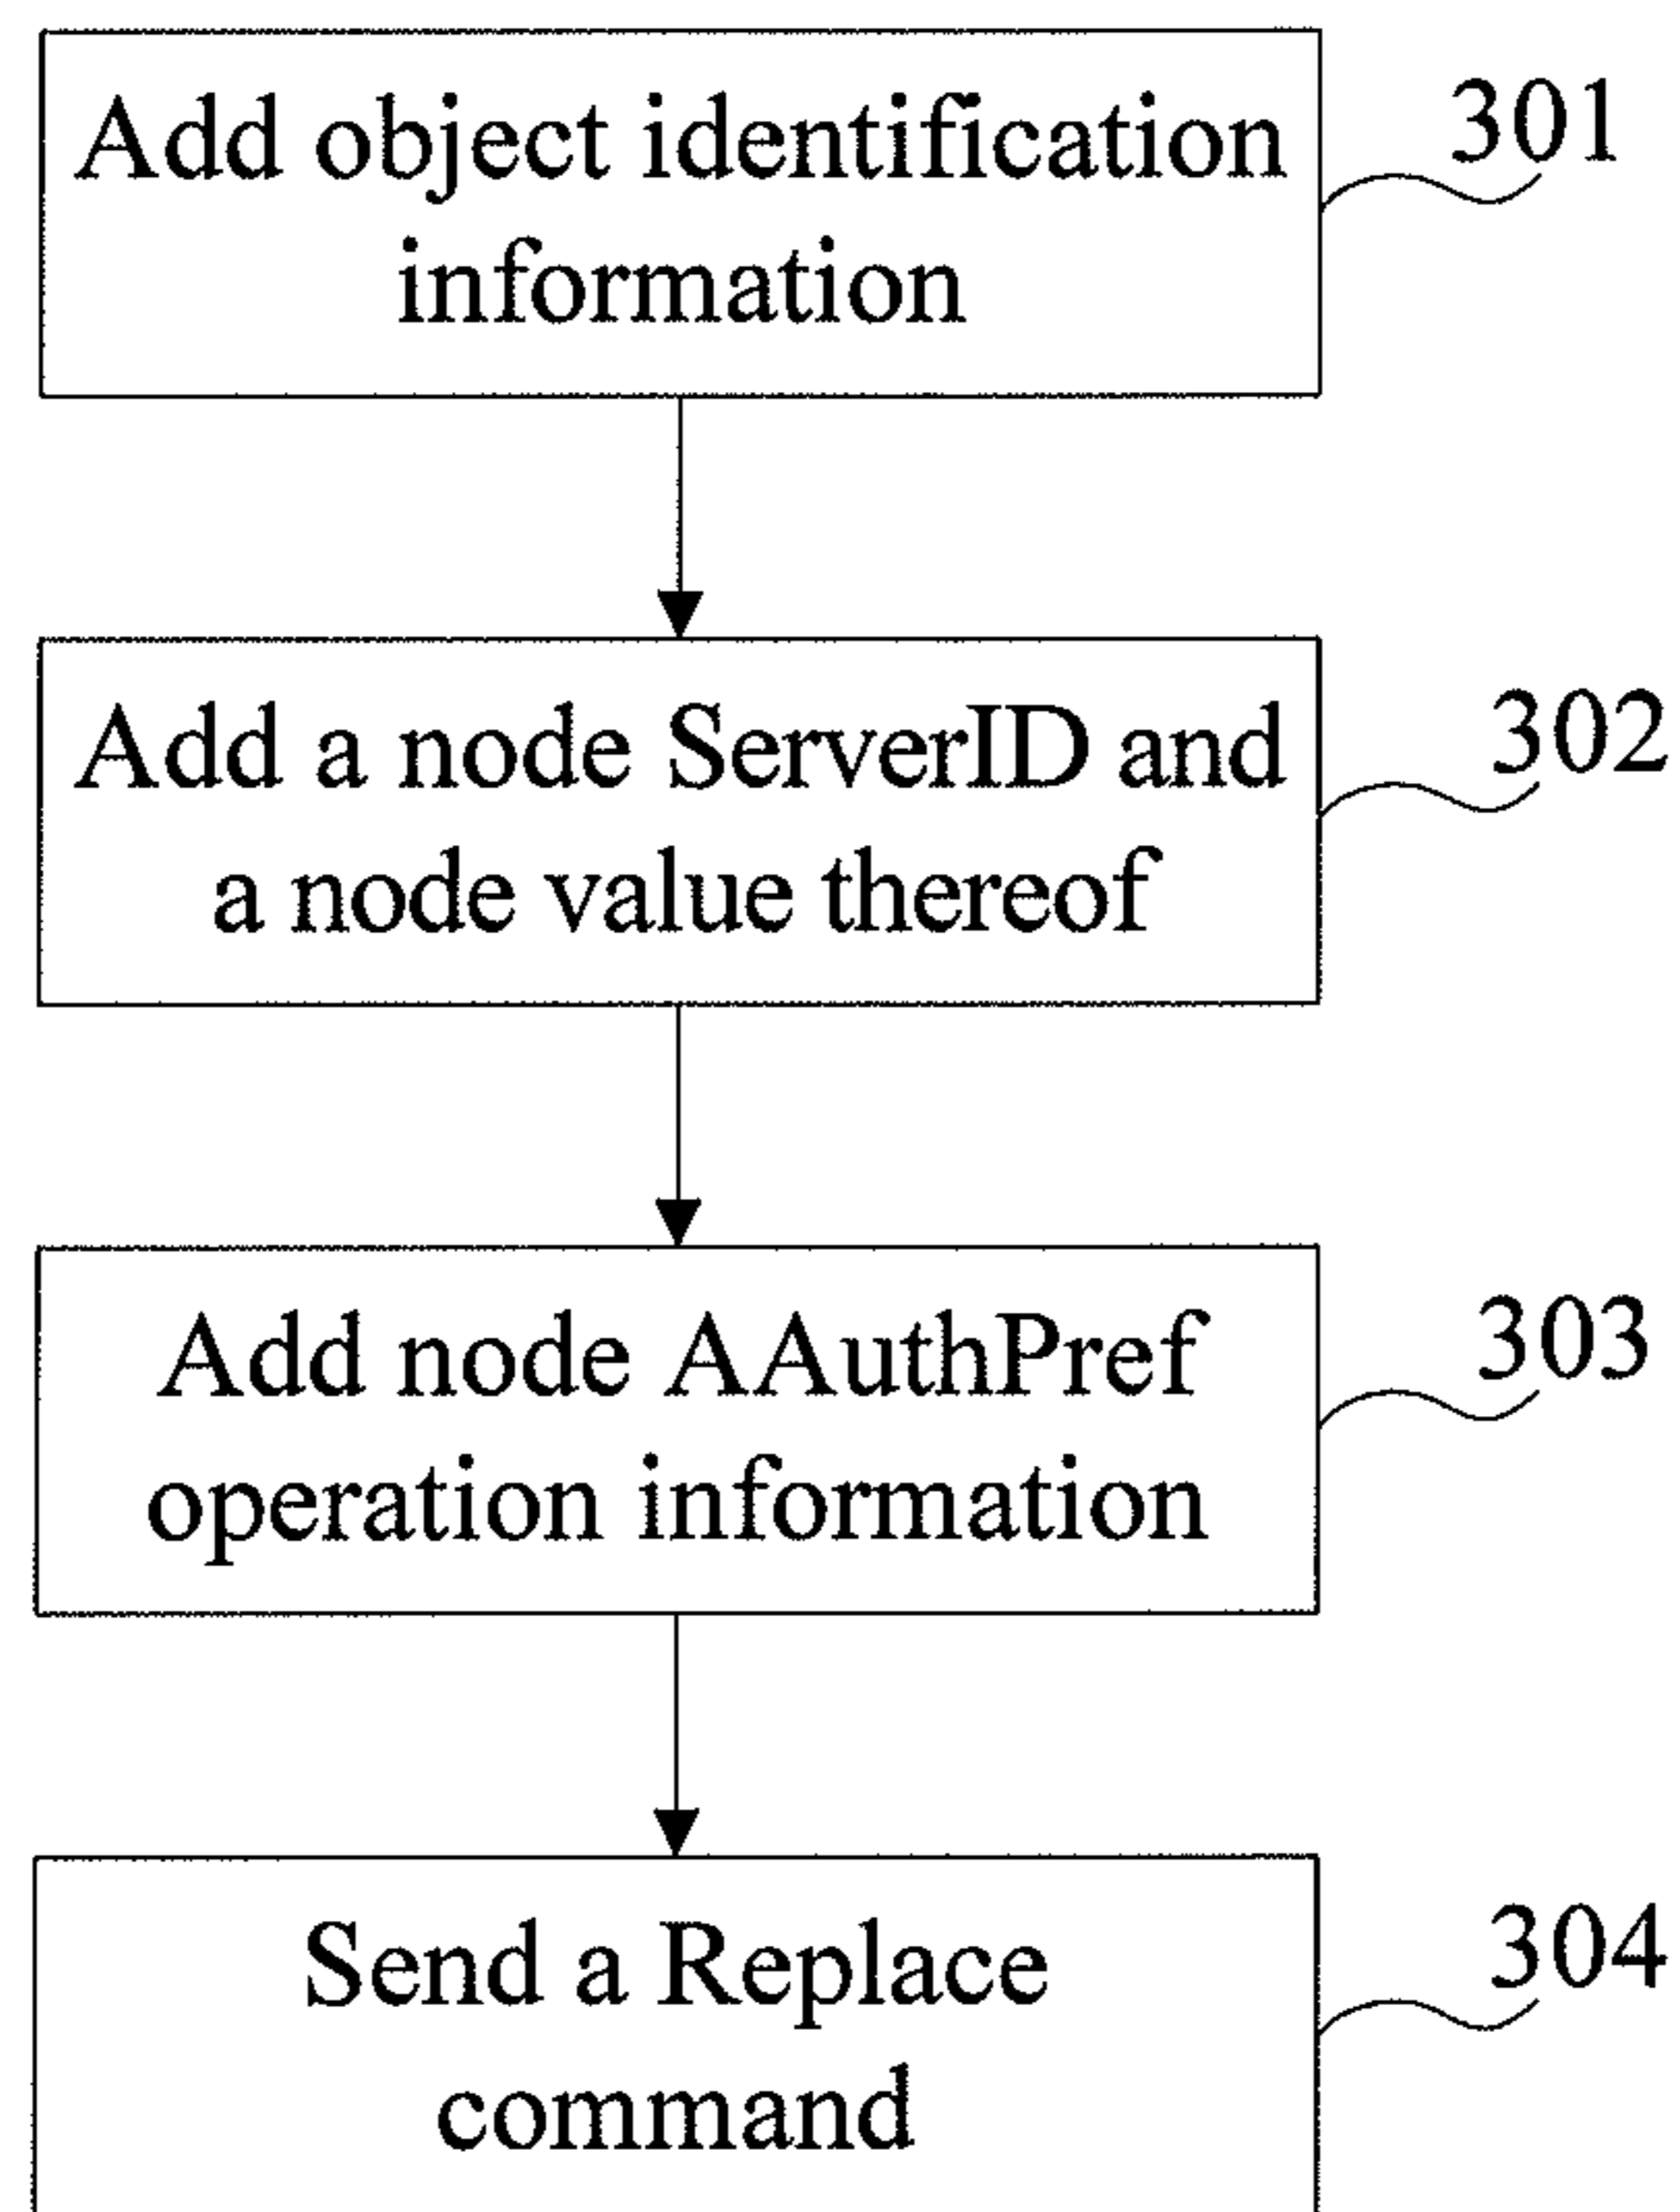 Add object identification
information
301
Add a node ServerID and
a node value thereof
302
Add node AAuthPref
operation information
303
Send a Replace
command
304